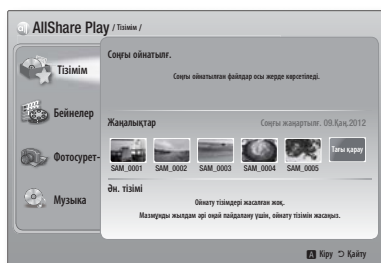 AllShare Play / Тізімім /
Тізімім
Бейнелер
Фотосурет-
Музыка
Соңғы ойнатылғ.
Соңғы ойнатылған файлдар осы жерде көрсетіледі.
Жаңалықтар
Соңғы жаңартылғ. 09.Қаң.2012
SAM_0001
SAM_0002
SAM_0003
SAM_0004
SAM_0005
Тағы қарау
Ән. тізімі
Ойнату тізімдері жасалған жоқ.
Мазмұнды жылдам әрі оңай пайдалану үшін, ойнату тізімін жасаңыз.
A Кіру Қайту